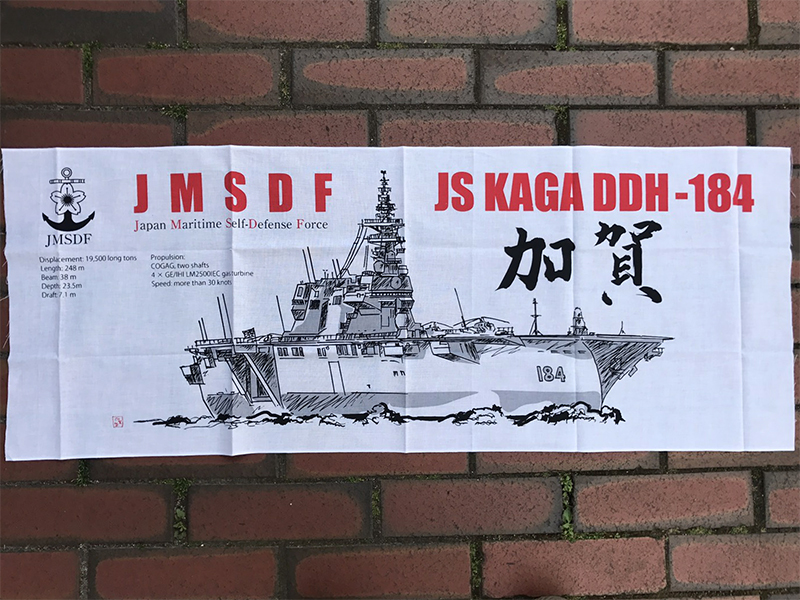 JMSDF
J M S D F
Japan Maritime Self-Defense Force
JS KAGA DDH-184
加賀
Displacement: 19,500 long tons
Length: 248 m
Beam: 38 m
Depth: 23.5m
Draft: 7.1 m
Propulsion:
COGAG, two shafts
4 × GE/IHI LM2500IEC gas turbine
Speed: more than 30 knots
184